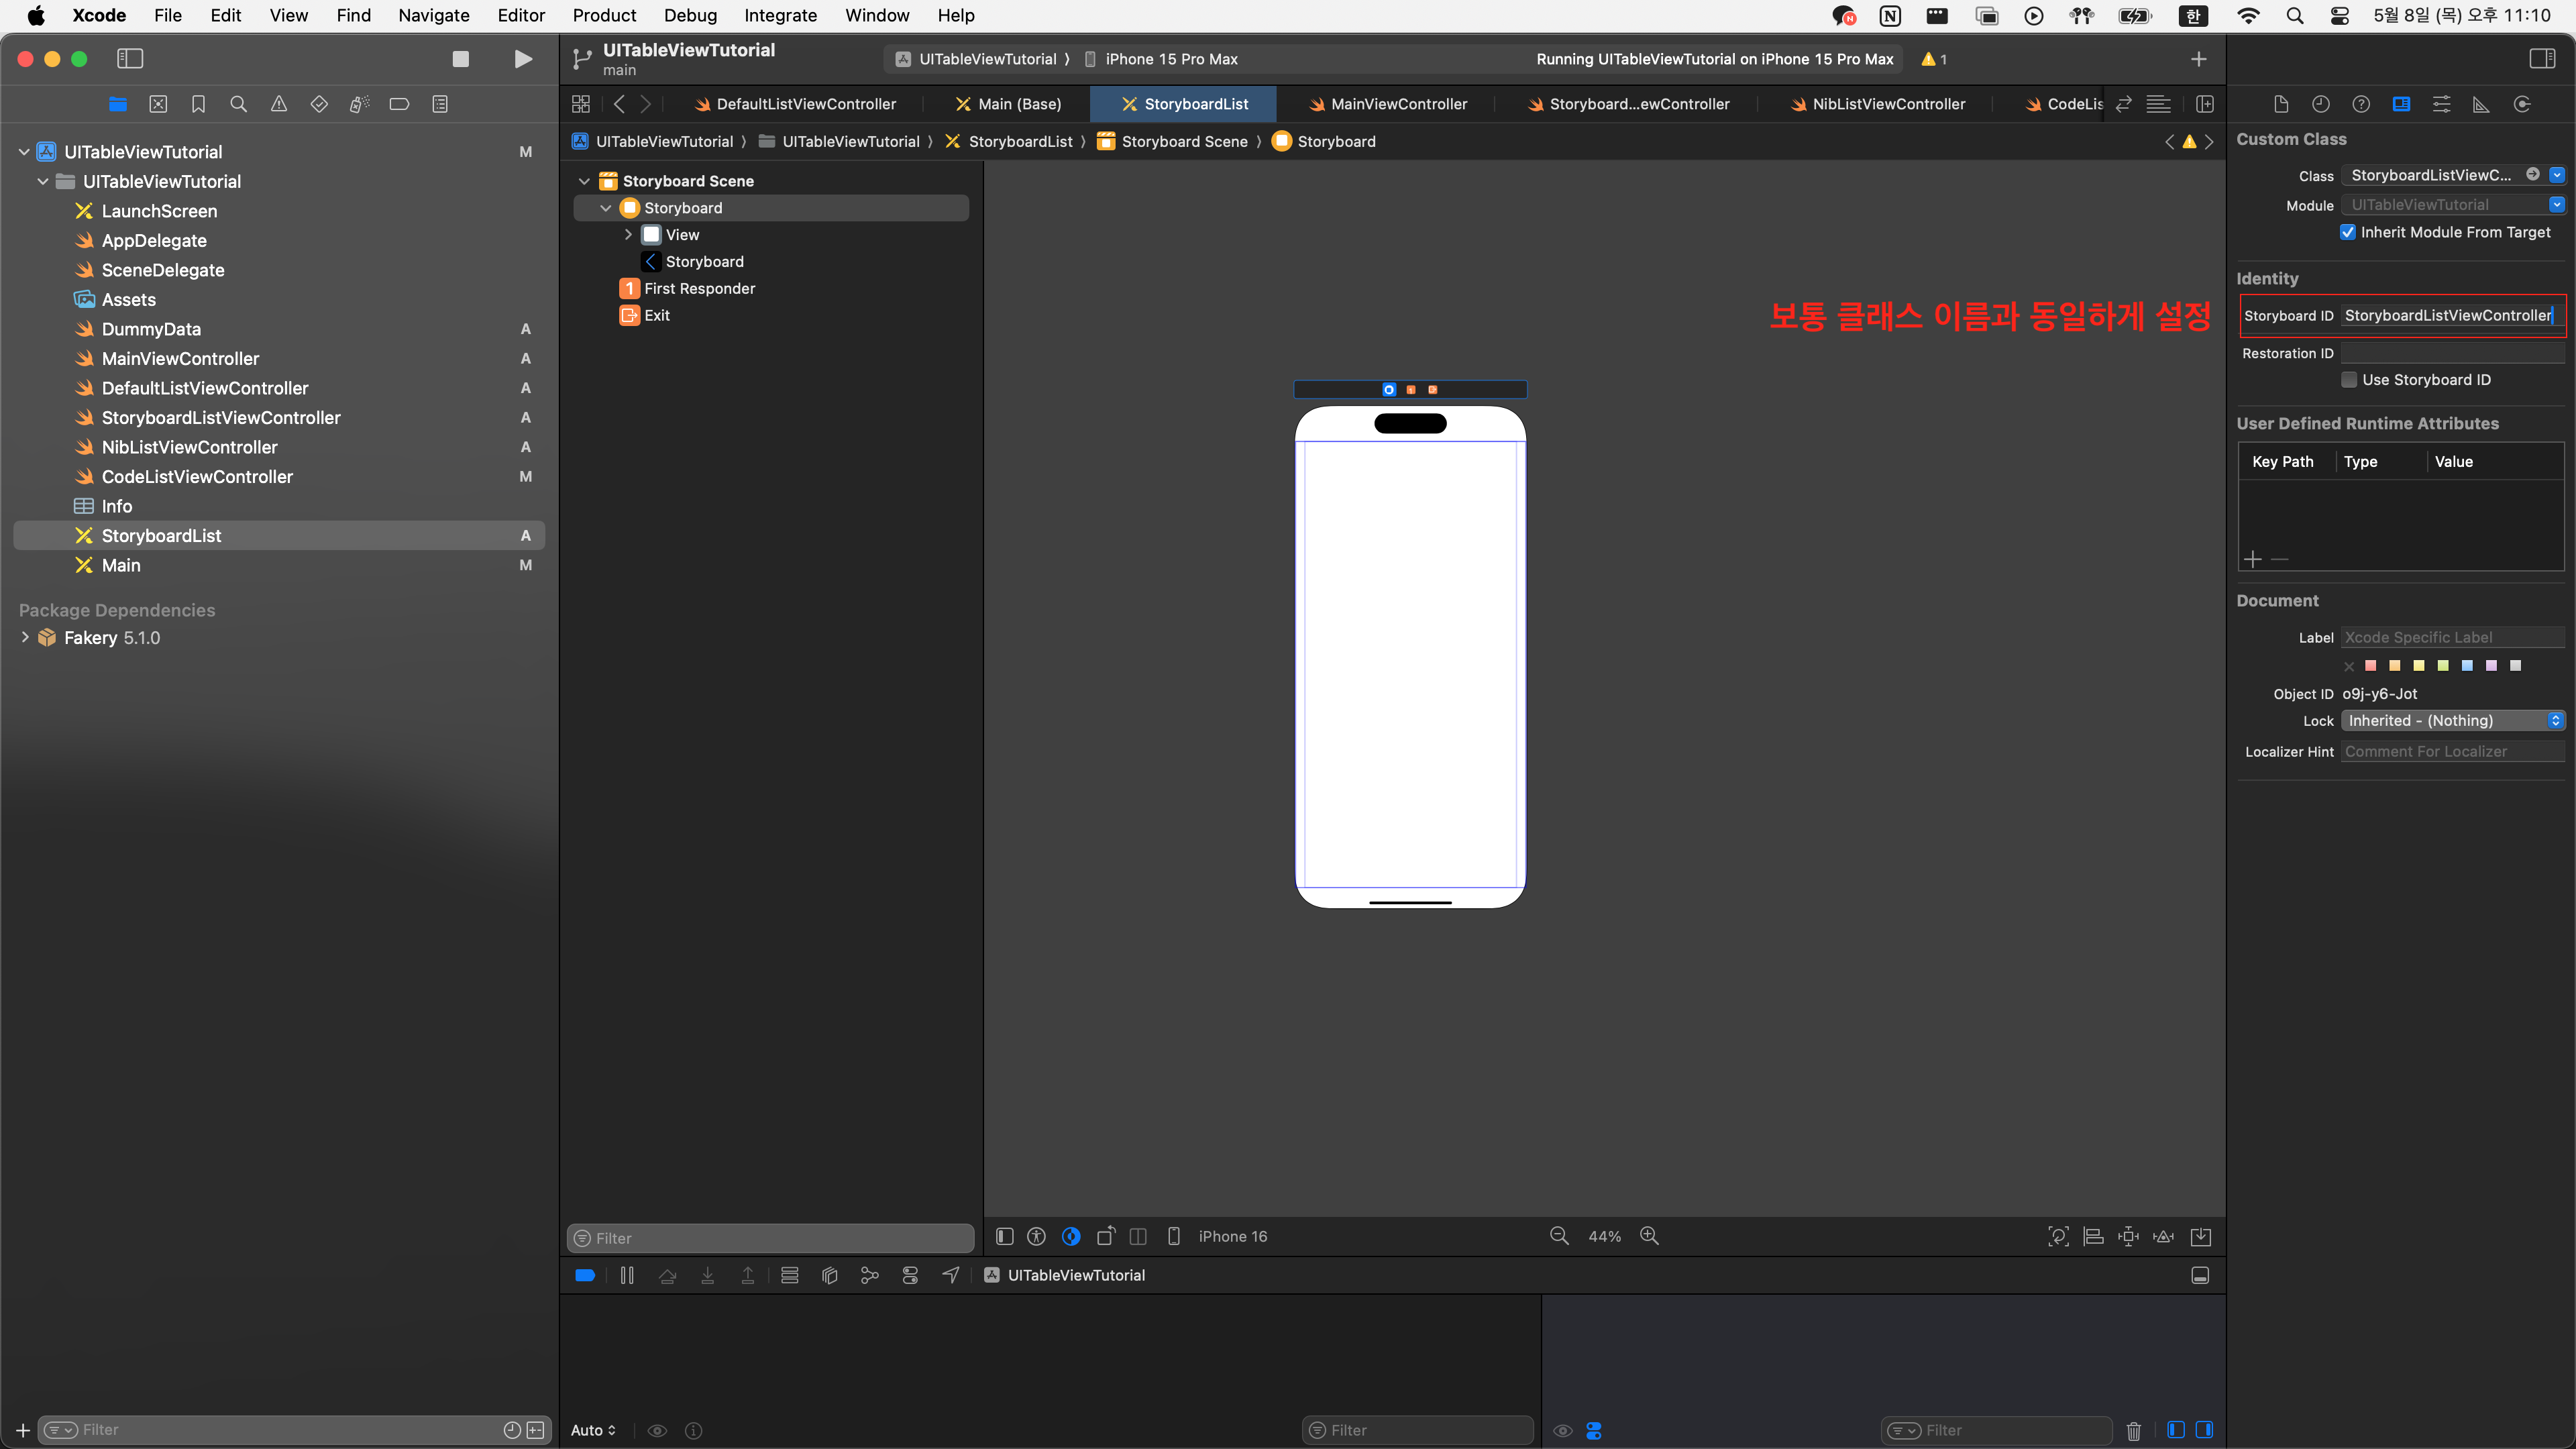 Xcode File Edit View Find Navigate Editor Product Debug Integrate Window Help
한 5월 8일 (목) 오후 11:10
UITableViewTutorial
main
UITableViewTutorial 〉 iPhone 15 Pro Max
Running UITableViewTutorial on iPhone 15 Pro Max
1
DefaultListViewController
Main (Base)
StoryboardList
MainViewController
Storyboard...ewController
NibListViewController
CodeLis
UITableViewTutorial 〉 UITableViewTutorial 〉 StoryboardList 〉 Storyboard Scene 〉 Storyboard
UITableViewTutorial M
UITableViewTutorial
LaunchScreen
AppDelegate
SceneDelegate
Assets
DummyData A
MainViewController A
DefaultListViewController A
StoryboardListViewController A
NibListViewController A
CodeListViewController M
Info
StoryboardList A
Main M
Package Dependencies
Fakery 5.1.0
Filter
Storyboard Scene
Storyboard
View
Storyboard
First Responder
Exit
Filter
보통 클래스 이름과 동일하게 설정
iPhone 16
44%
UITableViewTutorial
Auto
Filter
Filter
Custom Class
Class StoryboardListViewC...
Module UITableViewTutorial
Inherit Module From Target
Identity
Storyboard ID StoryboardListViewController
Restoration ID
Use Storyboard ID
User Defined Runtime Attributes
Key Path Type Value
Document
Label Xcode Specific Label
Object ID o9j-y6-Jot
Lock Inherited - (Nothing)
Localizer Hint Comment For Localizer